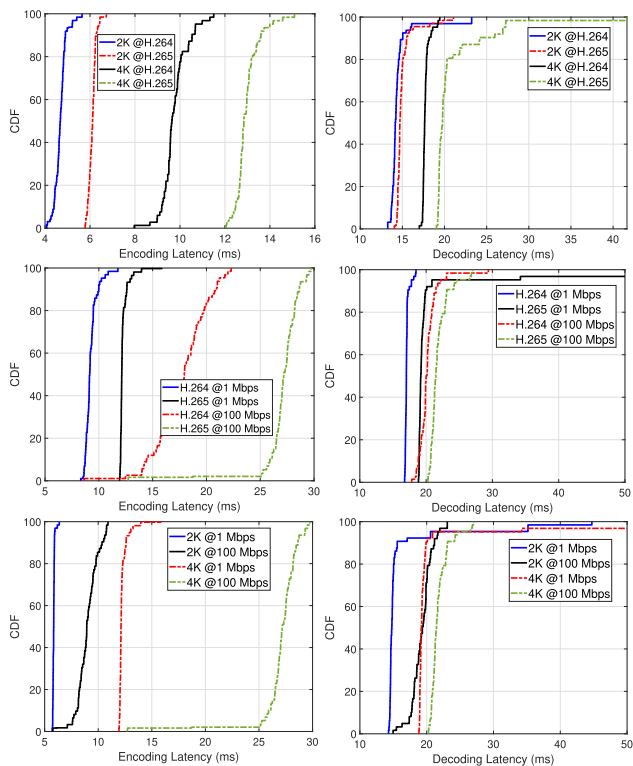 100
80
60
40
20
0
CDF
2K @H.264
2K @H.265
4K @H.264
4K @H.265
4 6 8 10 12 14 16
Encoding Latency (ms)
100
80
60
40
20
0
CDF
2K @H.264
2K @H.265
4K @H.264
4K @H.265
10 15 20 25 30 35 40
Decoding Latency (ms)
100
80
60
40
20
0
CDF
H.264 @1 Mbps
H.265 @1 Mbps
H.264 @100 Mbps
H.265 @100 Mbps
5 10 15 20 25 30
Encoding Latency (ms)
100
80
60
40
20
0
CDF
H.264 @1 Mbps
H.265 @1 Mbps
H.264 @100 Mbps
H.265 @100 Mbps
10 20 30 40 50
Decoding Latency (ms)
100
80
60
40
20
0
CDF
2K @1 Mbps
2K @100 Mbps
4K @1 Mbps
4K @100 Mbps
5 10 15 20 25 30
Encoding Latency (ms)
100
80
60
40
20
0
CDF
2K @1 Mbps
2K @100 Mbps
4K @1 Mbps
4K @100 Mbps
10 20 30 40 50
Decoding Latency (ms)